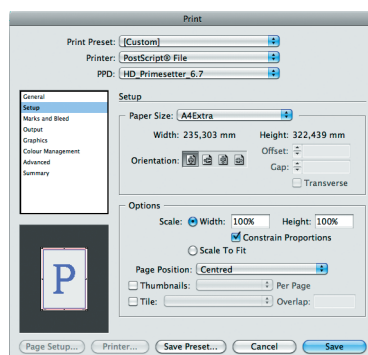 Print
Print Preset: [Custom]
Printer: PostScript® File
PPD: HD_Primesetter_6.7
General
Setup
Marks and Bleed
Output
Graphics
Colour Management
Advanced
Summary
Setup
Paper Size: A4Extra
Width: 235,303 mm Height: 322,439 mm
Orientation: Offset:
Gap:
Transverse
Options
Scale: Width: 100% Height: 100%
Constrain Proportions
Scale To Fit
Page Position: Centred
Thumbnails: Per Page
Tile: Overlap:
P
Page Setup... Printer... Save Preset... Cancel Save